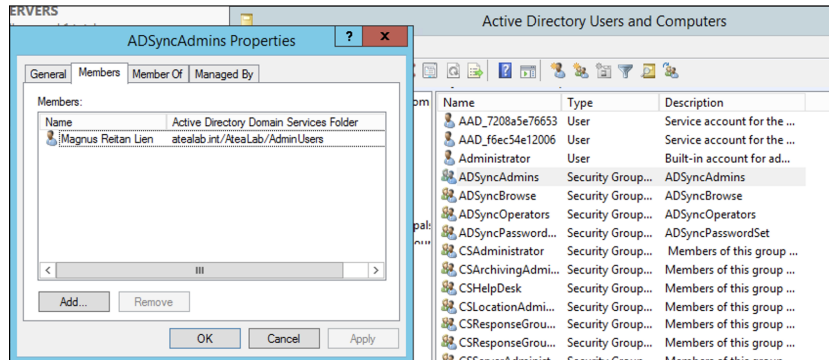 ERVERS
Active Directory Users and Computers
ADSyncAdmins Properties
?
x
General
Members
Member Of
Managed By
Members:
Name
Active Directory Domain Services Folder
Magnus Reitan Lien
atealab.int/AteaLab/AdminUsers
Add...
Remove
OK
Cancel
Apply
om
Name Type Description
AAD_7208a5e76653 User Service account for the ...
AAD_f6ec54e12006 User Service account for the ...
Administrator User Built-in account for ad...
ADSyncAdmins Security Group... ADSyncAdmins
ADSyncBrowse Security Group... ADSyncBrowse
ADSyncOperators Security Group... ADSyncOperators
ADSyncPassword... Security Group... ADSyncPasswordSet
CSAdministrator Security Group... Members of this group ...
CSArchivingAdmi... Security Group... Members of this group ...
CSHelpDesk Security Group... Members of this group ...
CSLocationAdmi... Security Group... Members of this group ...
CSResponseGrou... Security Group... Members of this group ...
CSResponseGrou... Security Group... Members of this group ...